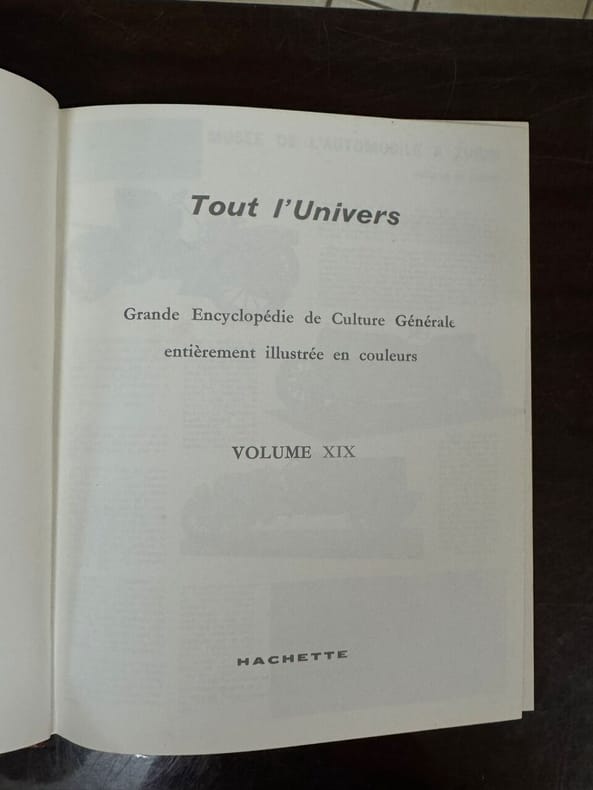 Tout l'Univers
Grande Encyclopédie de Culture Générale
entièrement illustrée en couleurs
VOLUME XIX
HACHETTE